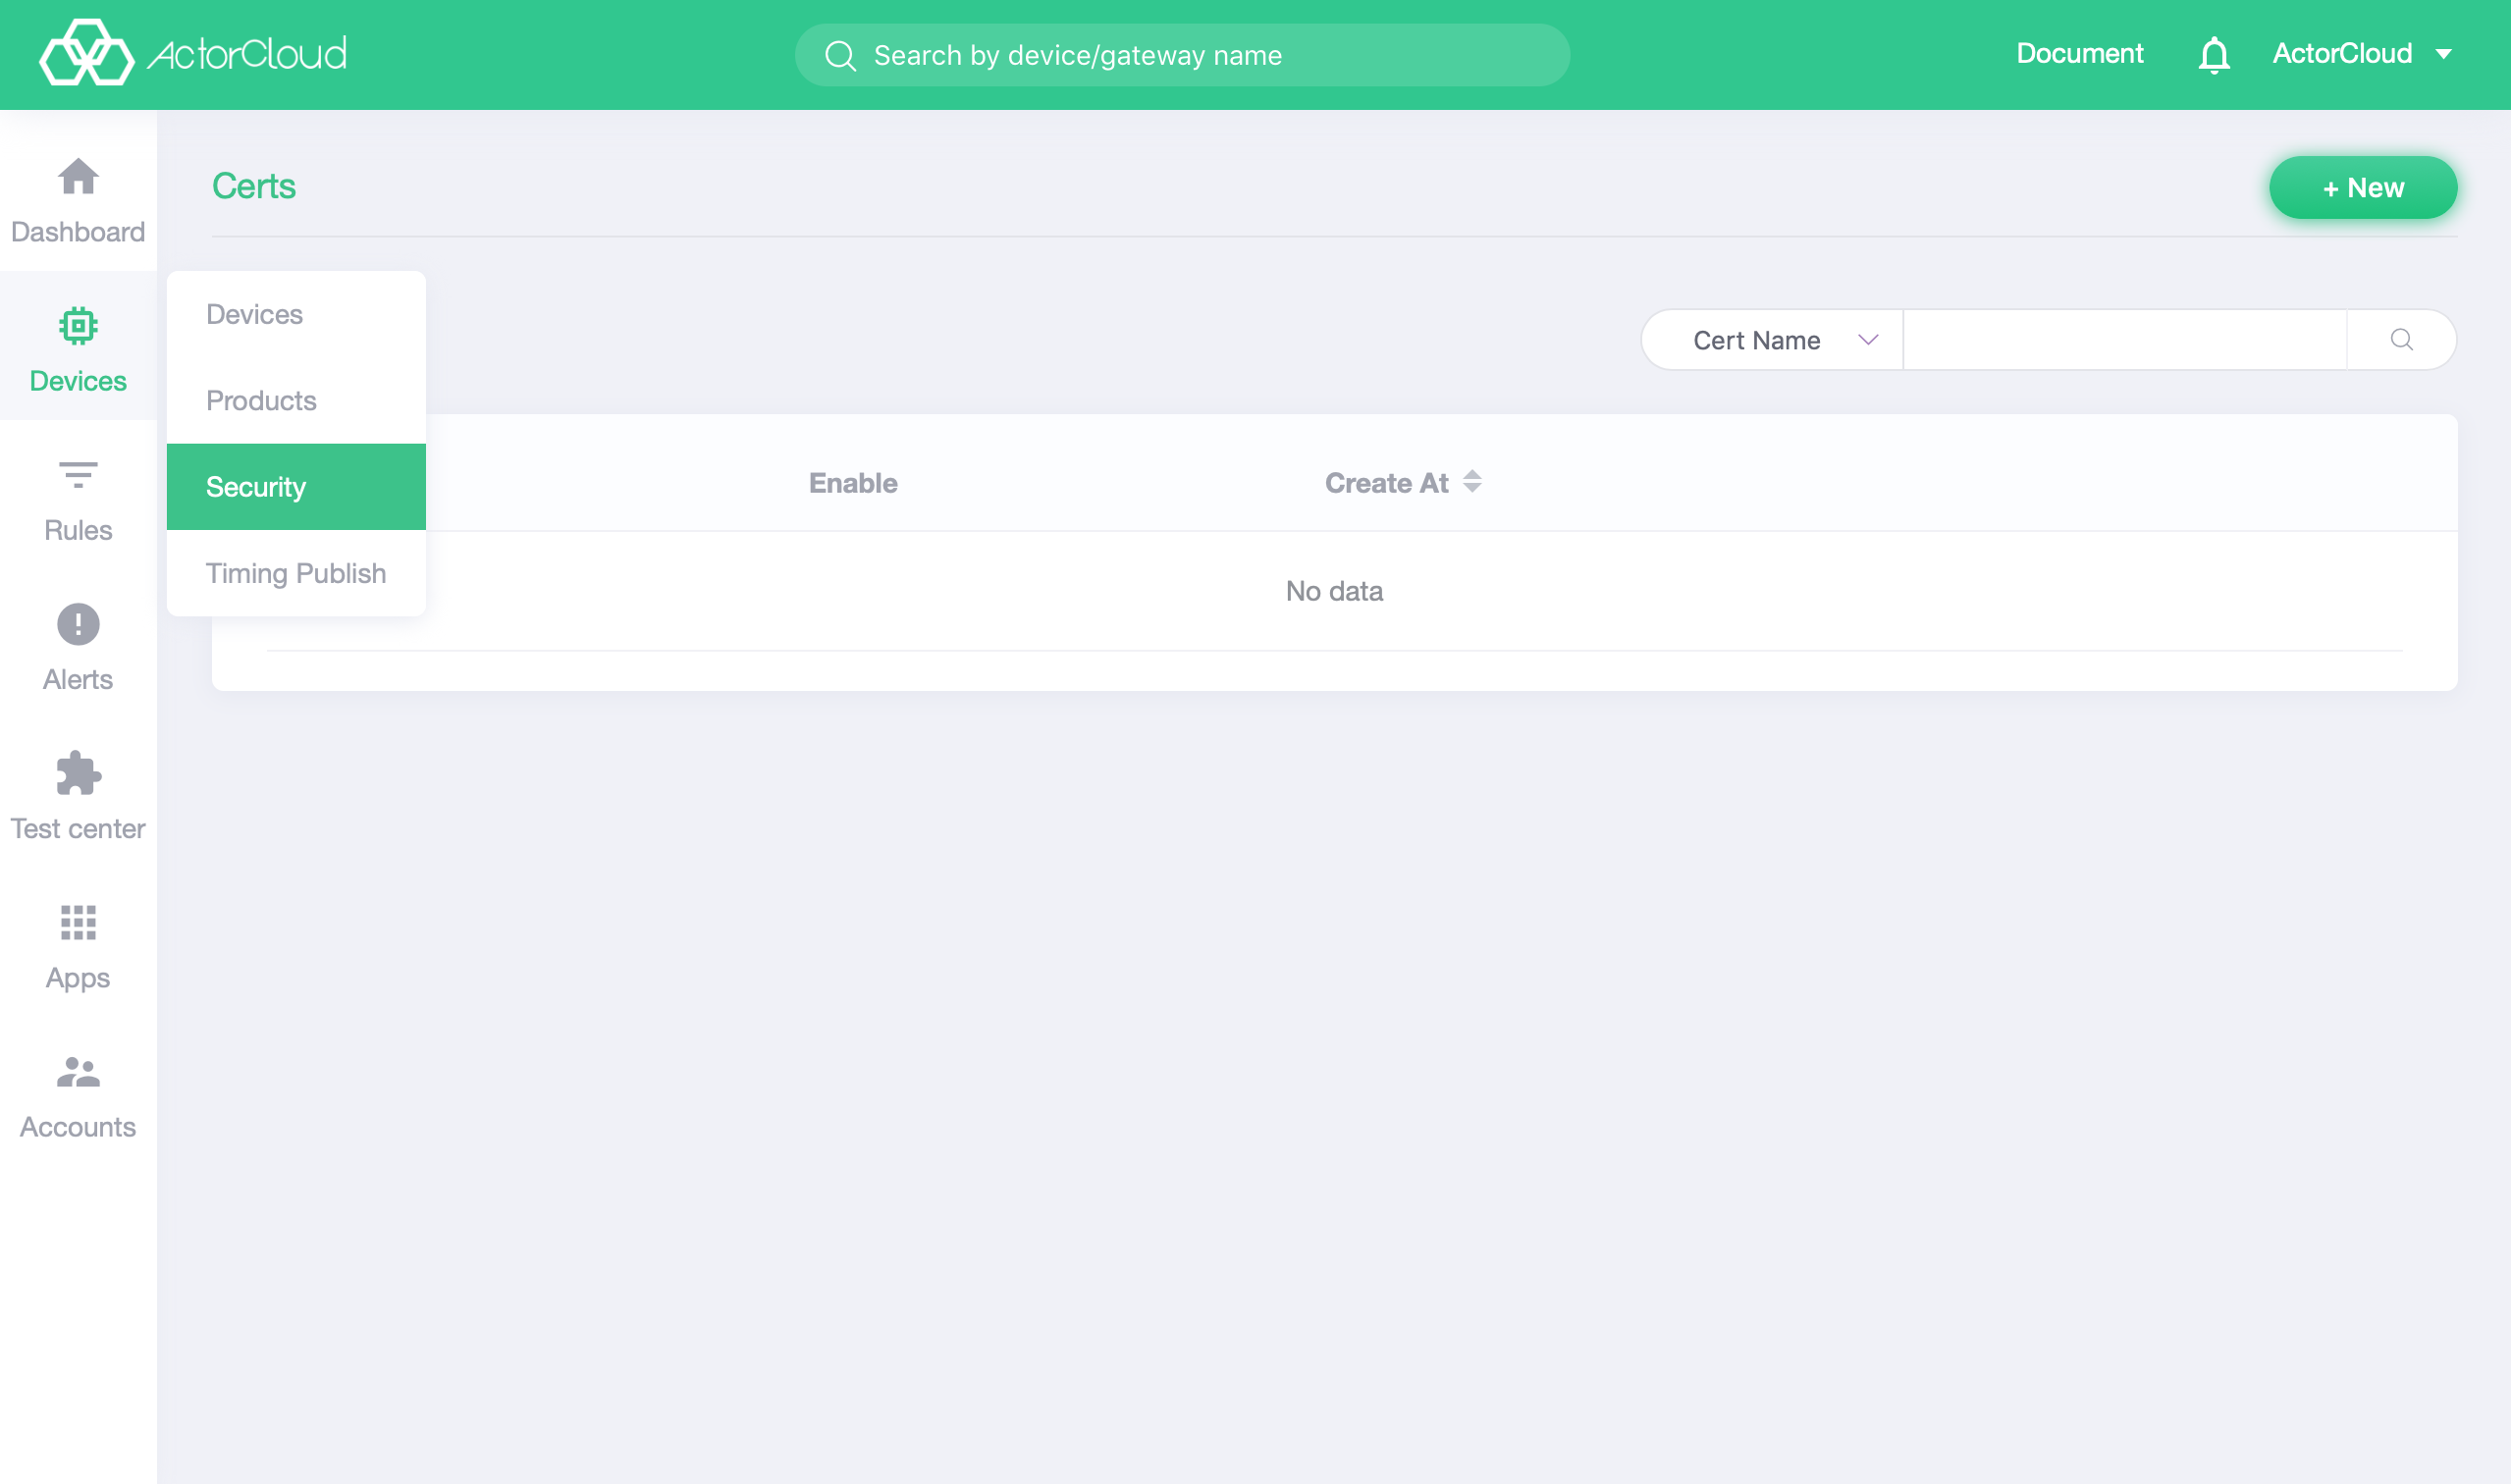 ActorCloud
Search by device/gateway name
Document
ActorCloud
Dashboard
Devices
Rules
Alerts
Test center
Apps
Accounts
Certs
+ New
Devices
Products
Security
Timing Publish
Cert Name
Enable
Create At
No data